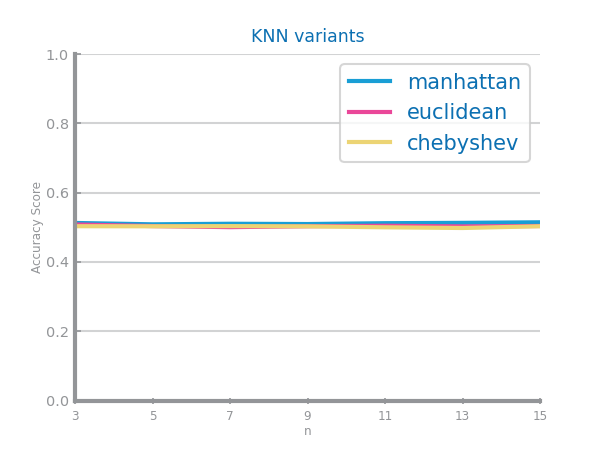 KNN variants
manhattan
euclidean
chebyshev
Accuracy Score
1.0
0.8
0.6
0.4
0.2
0.0
3 5 7 9 11 13 15
n